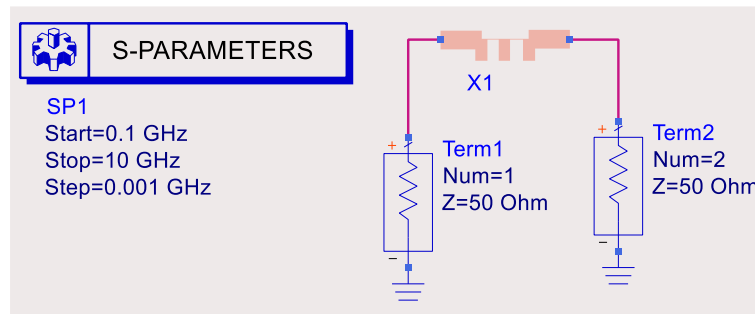 S-PARAMETERS
SP1
Start=0.1 GHz
Stop=10 GHz
Step=0.001 GHz
X1
+
Term1
Num=1
Z=50 Ohm
−
+
Term2
Num=2
Z=50 Ohm
−